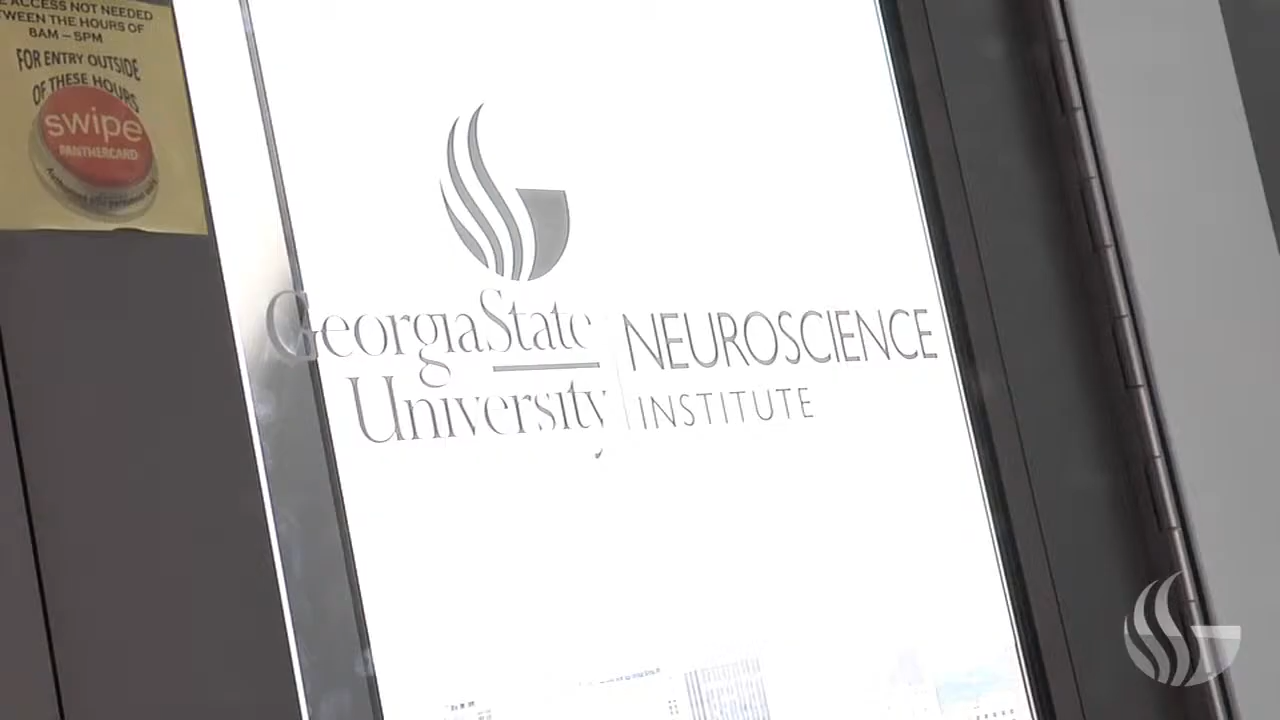 ACCESS NOT NEEDED
BETWEEN THE HOURS OF
8AM – 5PM
FOR ENTRY OUTSIDE
OF THESE HOURS
swipe
PANTHERCARD
GeorgiaState
University
NEUROSCIENCE
INSTITUTE